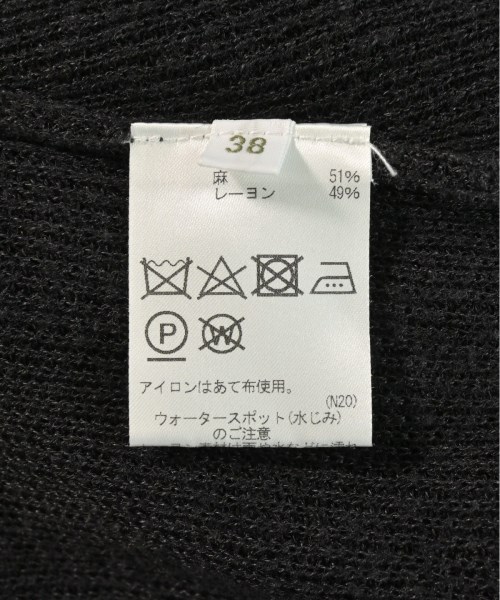 38
麻 51%
レーヨン 49%
P
W
アイロンはあて布使用。
(N20)
ウォータースポット(水じみ)
のご注意